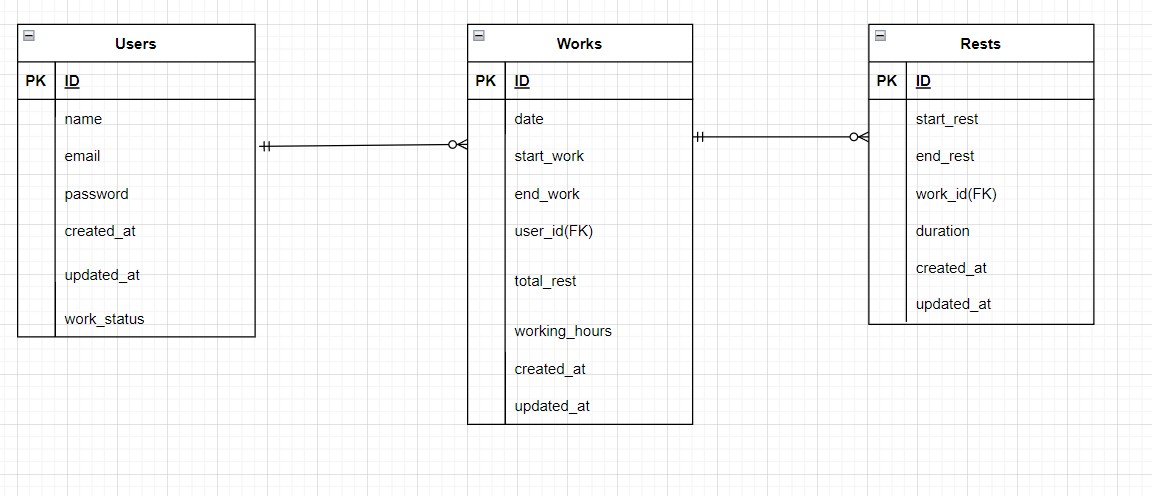 Users
PK ID
name
email
password
created_at
updated_at
work_status
Works
PK ID
date
start_work
end_work
user_id(FK)
total_rest
working_hours
created_at
updated_at
Rests
PK ID
start_rest
end_rest
work_id(FK)
duration
created_at
updated_at